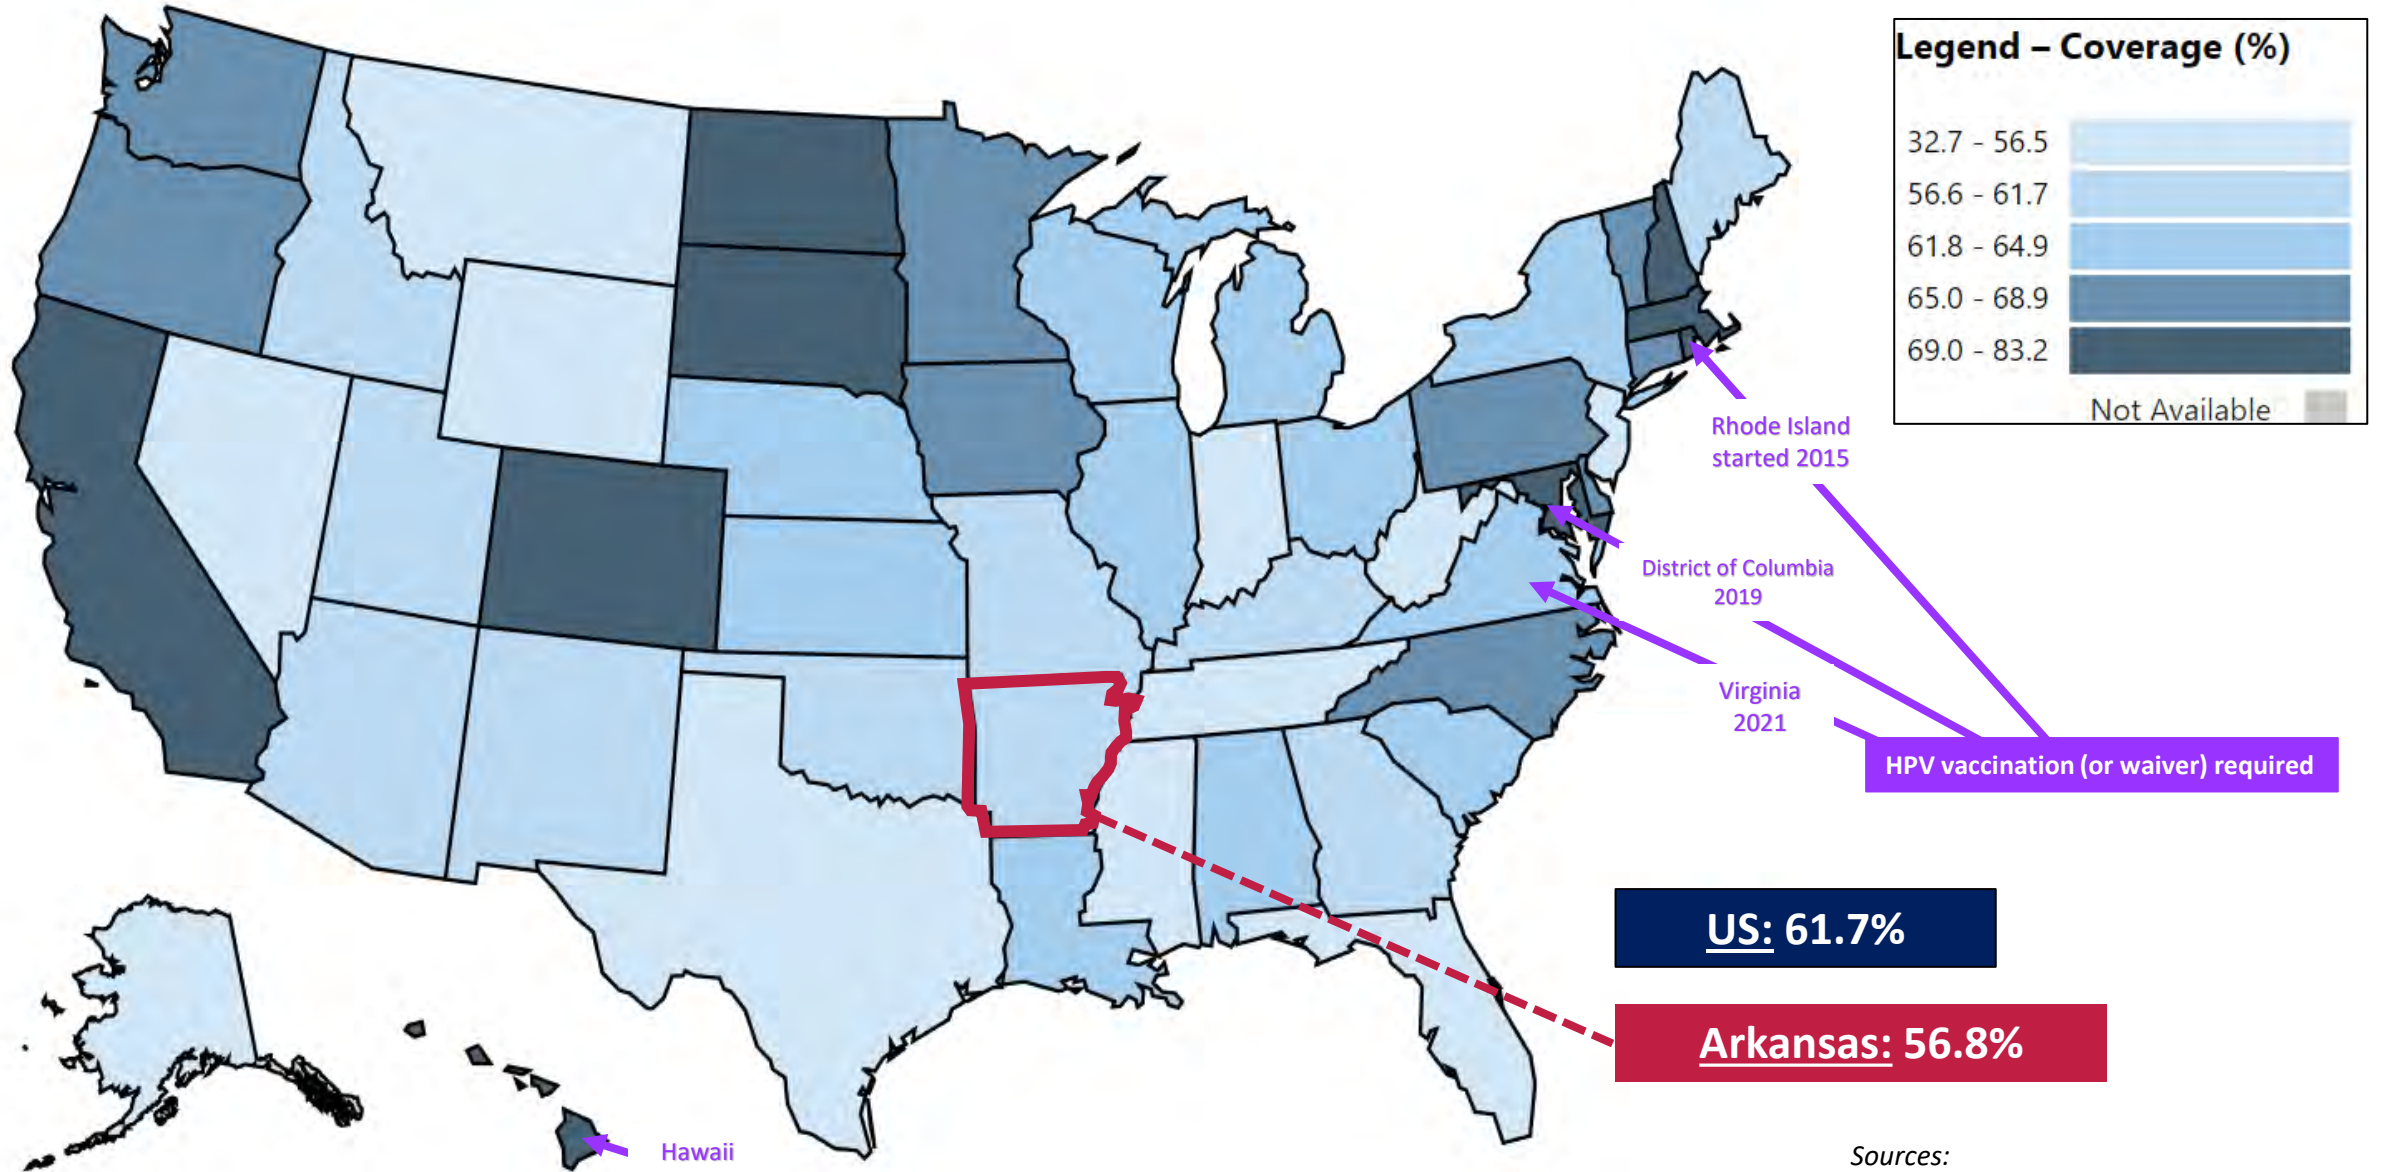 Legend – Coverage (%)
32.7 - 56.5
56.6 - 61.7
61.8 - 64.9
65.0 - 68.9
69.0 - 83.2
Not Available
Rhode Island
started 2015
District of Columbia
2019
Virginia
2021
HPV vaccination (or waiver) required
US: 61.7%
Arkansas: 56.8%
Hawaii
Sources: